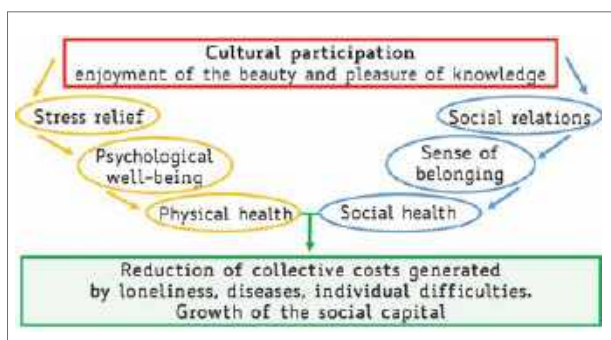 Cultural participation
enjoyment of the beauty and pleasure of knowledge
Stress relief
Social relations
Psychological
well-being
Sense of
belonging
Physical health
Social health
Reduction of collective costs generated
by loneliness, diseases, individual difficulties.
Growth of the social capital